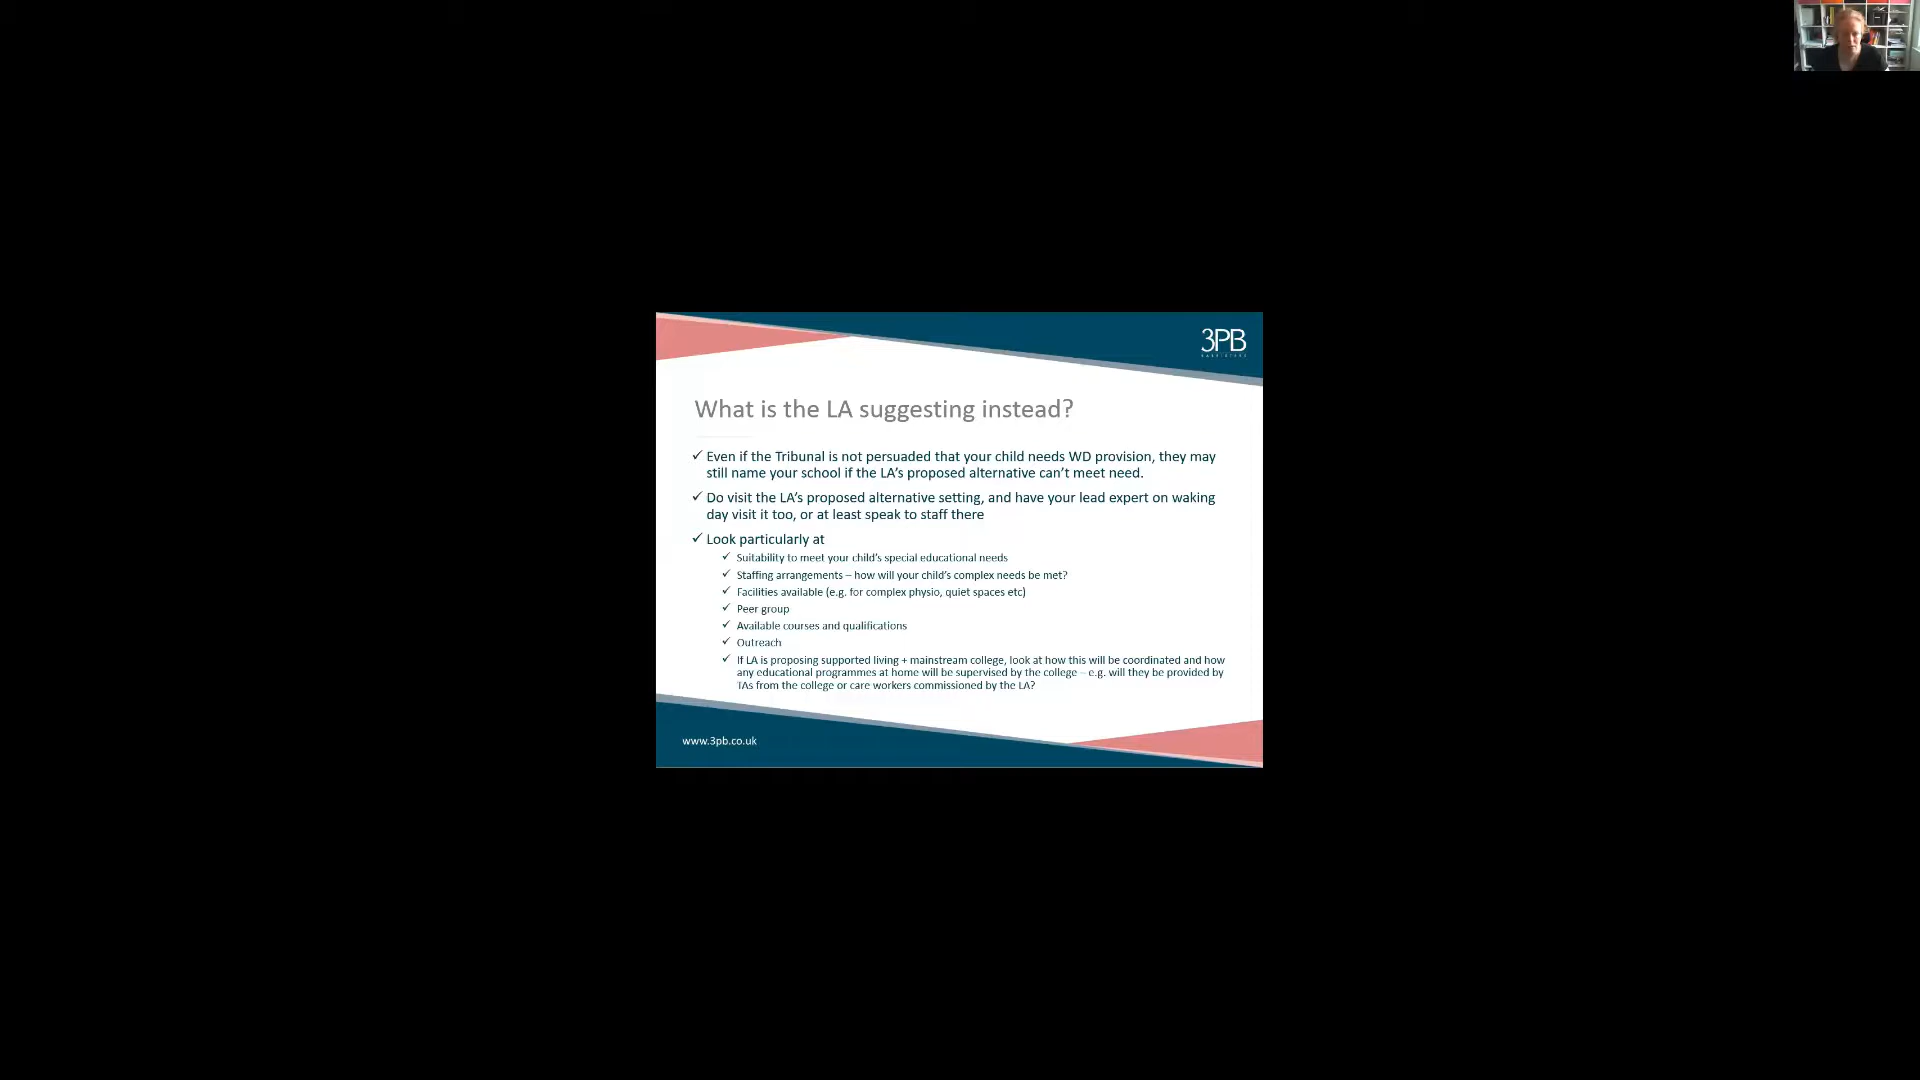 3PB
What is the LA suggesting instead?
✓ Even if the Tribunal is not persuaded that your child needs WD provision, they may
still name your school if the LA's proposed alternative can't meet need.
✓ Do visit the LA's proposed alternative setting, and have your lead expert on waking
day visit it too, or at least speak to staff there
✓ Look particularly at
✓ Suitability to meet your child's special educational needs
✓ Staffing arrangements – how will your child's complex needs be met?
✓ Facilities available (e.g. for complex physio, quiet spaces etc)
✓ Peer group
✓ Available courses and qualifications
✓ Outreach
✓ If LA is proposing supported living + mainstream college, look at how this will be coordinated and how
any educational programmes at home will be supervised by the college – e.g. will they be provided by
TAs from the college or care workers commissioned by the LA?
www.3pb.co.uk